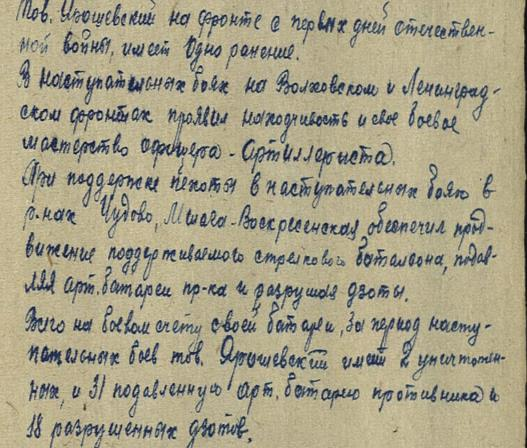 Тов. Ярошевский на фронте с первых дней отечествен-
ной войны, имеет одно ранение.
В наступательных боях на Волховском и Ленинград-
ском фронтах проявил находчивость и свое боевое
мастерство офицера - Артиллериста.
При поддержке пехоты в наступательных боях в
р-нах Чудово, Мшага-Воскресенская, обеспечил прод-
вижение поддерживаемого стрелкового баталеона, подав-
ляя арт. батареи пр-ка и разрушая дзоты.
Всего на боевом счету своей батареи, за период насту-
пательных боев тов. Ярошевский имеет 2 уничтожен-
ных, и 31 подавленную арт. батарею противника и
18 разрушенных дзотов.